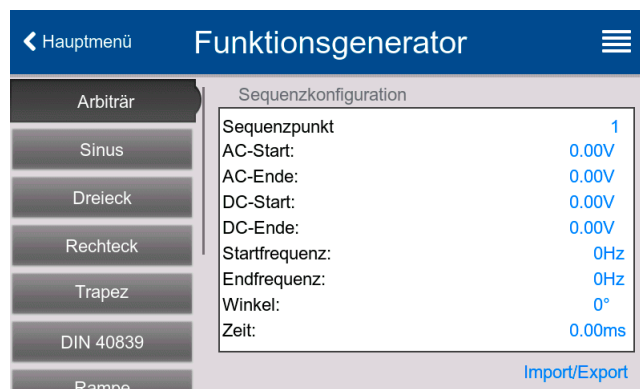 Hauptmenü
Funktionsgenerator
Arbiträr
Sinus
Dreieck
Rechteck
Trapez
DIN 40839
Rampe
Sequenzkonfiguration
Sequenzpunkt 1
AC-Start: 0.00V
AC-Ende: 0.00V
DC-Start: 0.00V
DC-Ende: 0.00V
Startfrequenz: 0Hz
Endfrequenz: 0Hz
Winkel: 0°
Zeit: 0.00ms
Import/Export